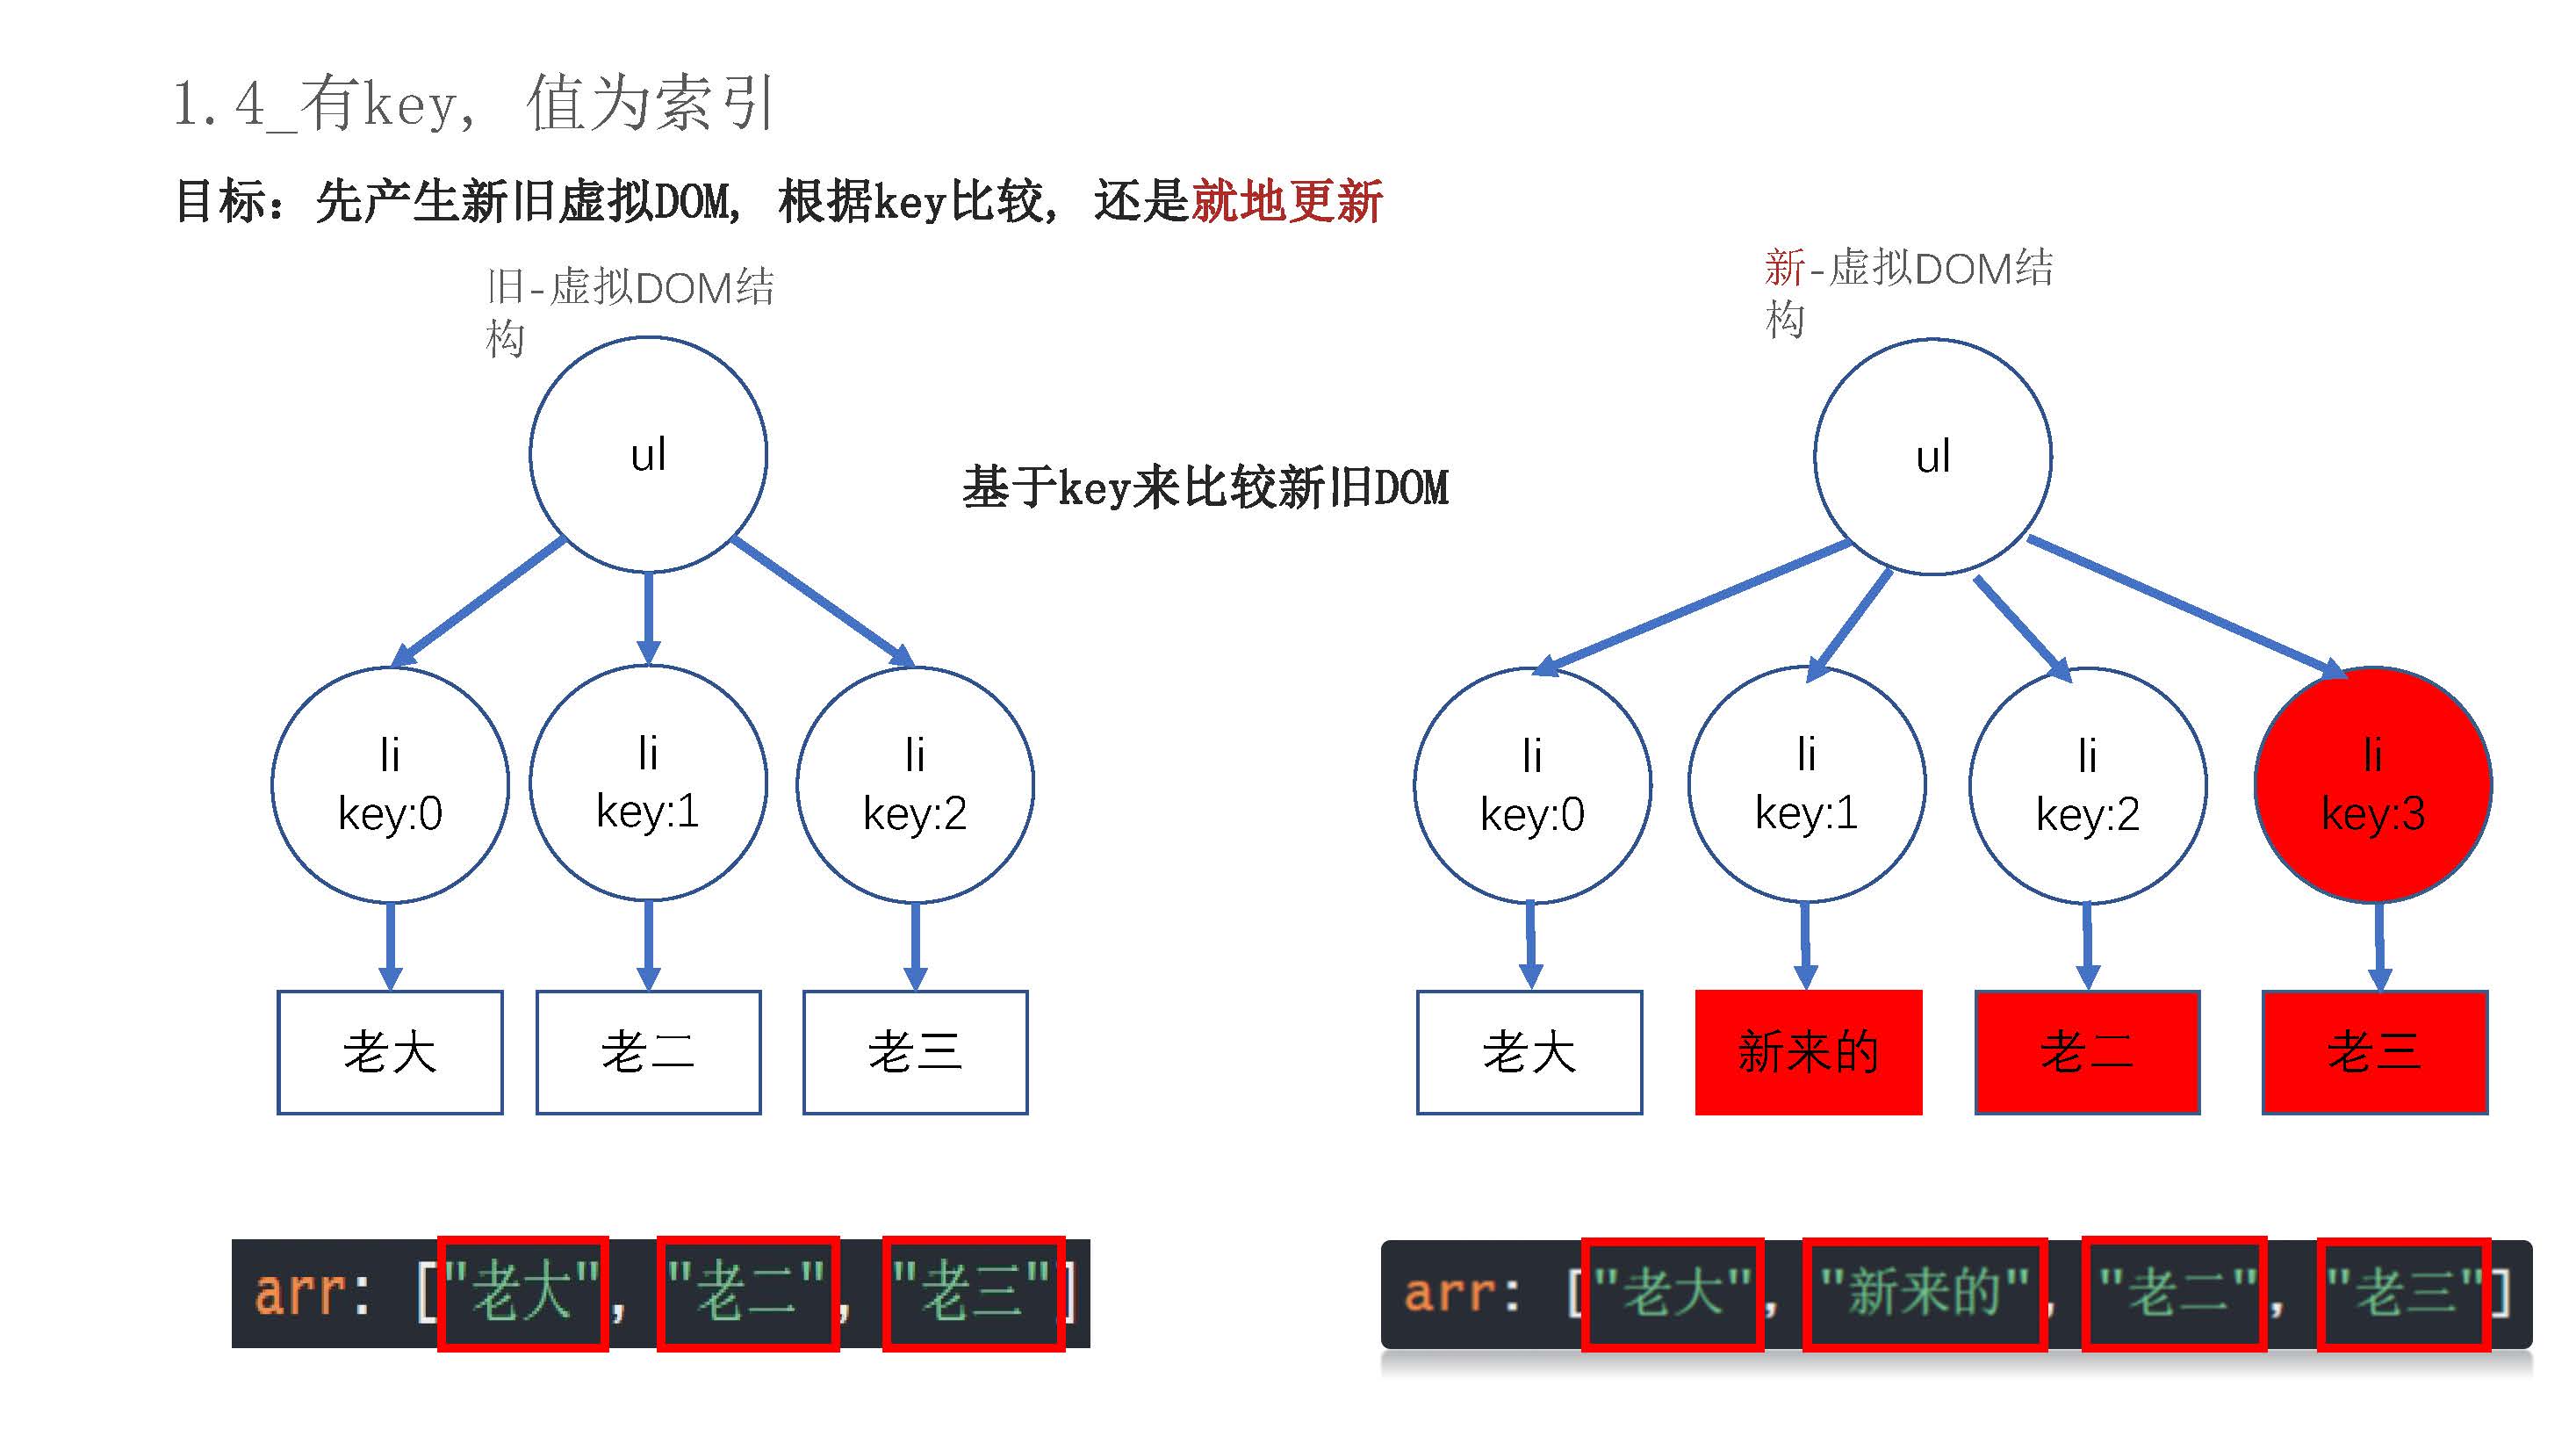 1.4_有key, 值为索引
目标：先产生新旧虚拟DOM, 根据key比较, 还是就地更新
旧-虚拟DOM结
构
新-虚拟DOM结
构
ul
基于key来比较新旧DOM
ul
li
key:0
li
key:1
li
key:2
li
key:0
li
key:1
li
key:2
li
key:3
老大
老二
老三
老大
新来的
老二
老三
arr: ["老大", "老二", "老三"]
arr: ["老大", "新来的", "老二", "老三"]